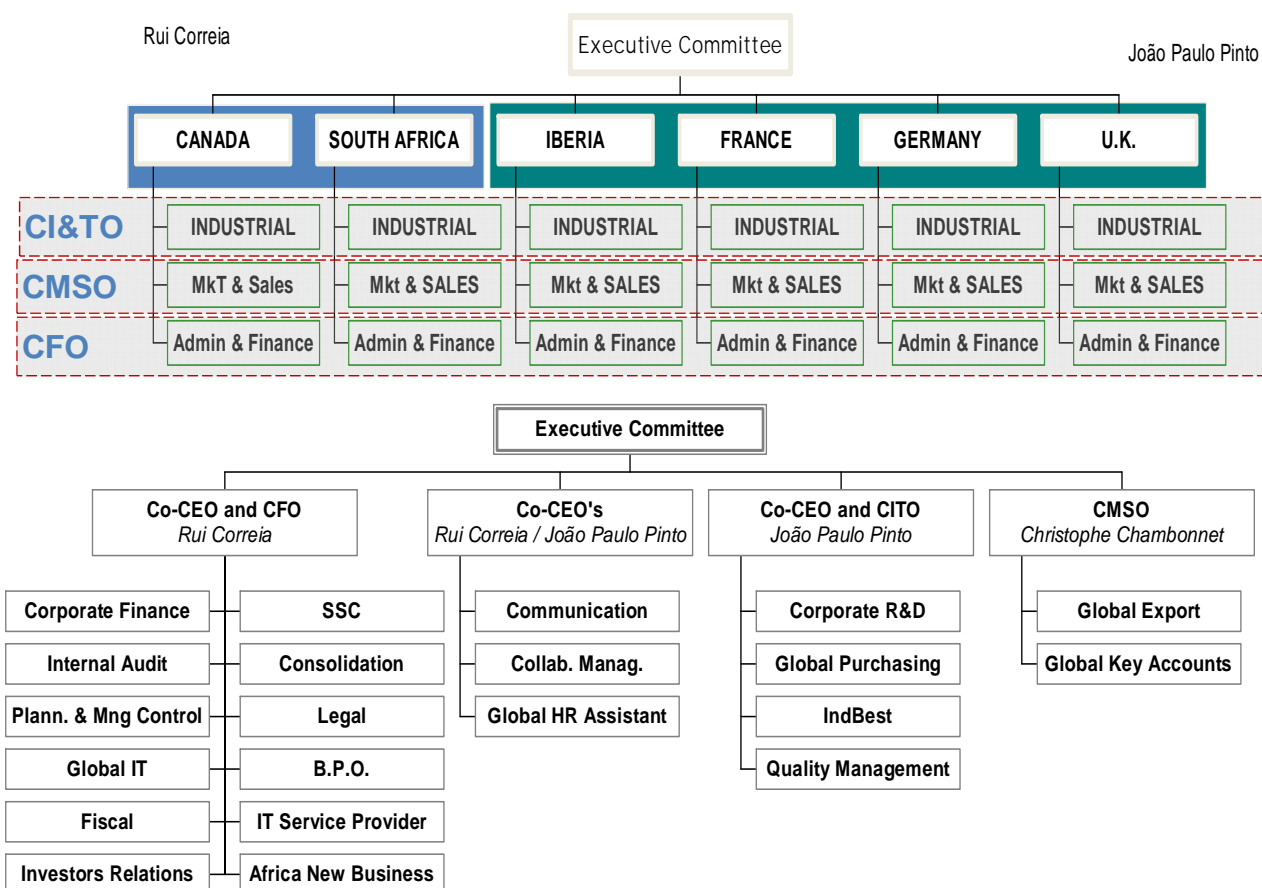 Rui Correia
Executive Committee
João Paulo Pinto
CANADA
SOUTH AFRICA
IBERIA
FRANCE
GERMANY
U.K.
CI&TO
INDUSTRIAL
INDUSTRIAL
INDUSTRIAL
INDUSTRIAL
INDUSTRIAL
INDUSTRIAL
CMSO
MkT & Sales
Mkt & SALES
Mkt & SALES
Mkt & SALES
Mkt & SALES
Mkt & SALES
CFO
Admin & Finance
Admin & Finance
Admin & Finance
Admin & Finance
Admin & Finance
Admin & Finance
Executive Committee
Co-CEO and CFO
Rui Correia
Co-CEO's
Rui Correia / João Paulo Pinto
Co-CEO and CITO
João Paulo Pinto
CMSO
Christophe Chambonnet
Corporate Finance
SSC
Communication
Corporate R&D
Global Export
Internal Audit
Consolidation
Collab. Manag.
Global Purchasing
Global Key Accounts
Plann. & Mng Control
Legal
Global HR Assistant
IndBest
Global IT
B.P.O.
Quality Management
Fiscal
IT Service Provider
Investors Relations
Africa New Business